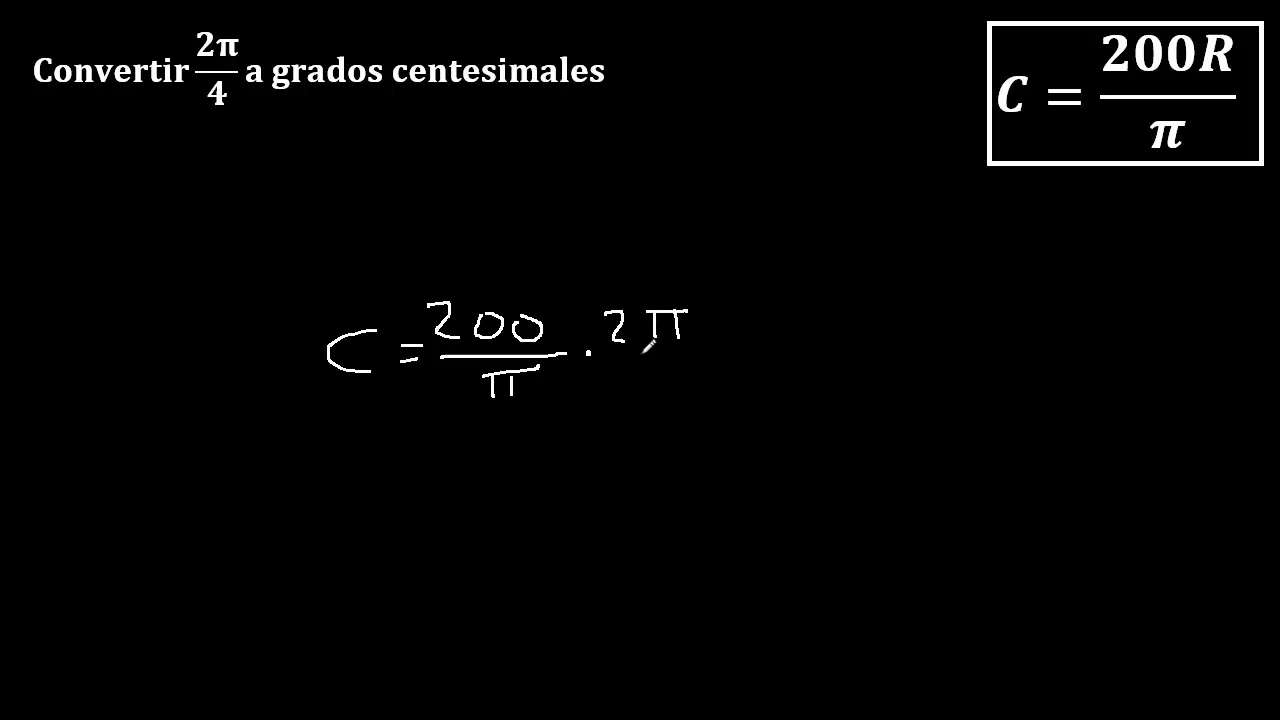 Convertir 2π/4 a grados centesimales
C = 200R/π
C = 200/π . 2π